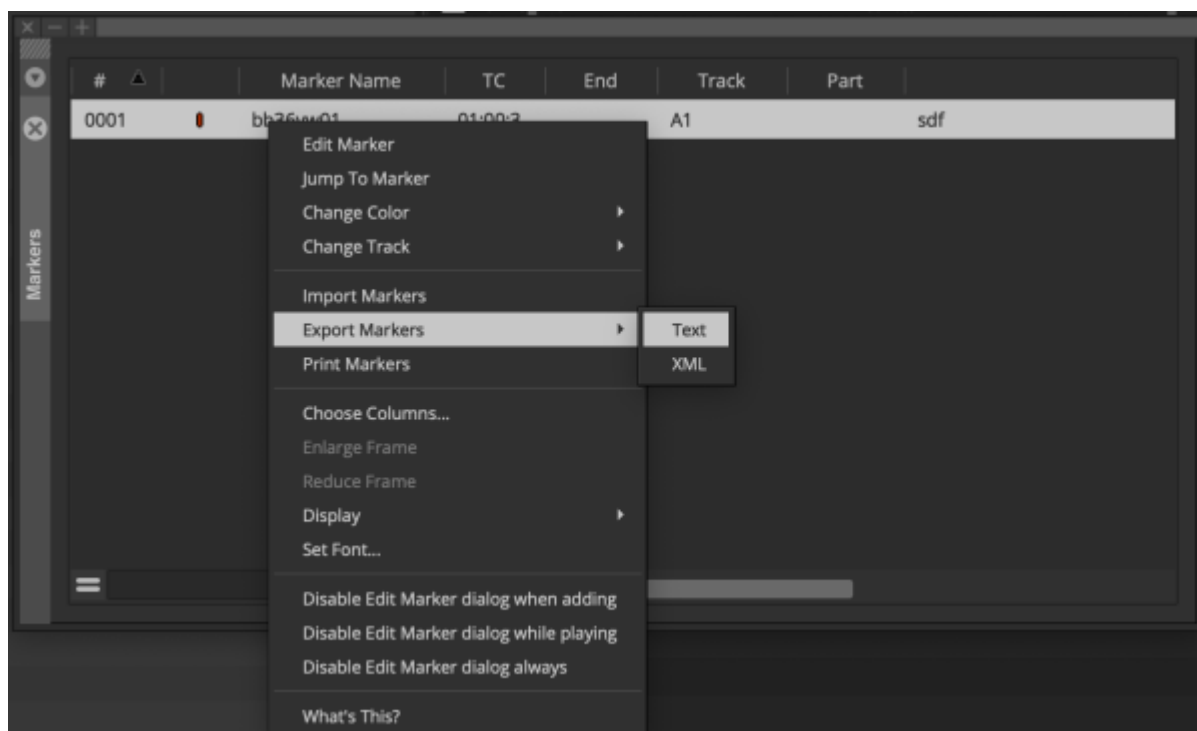 # Marker Name TC End Track Part
0001 A1 sdf
Markers
Edit Marker
Jump To Marker
Change Color
Change Track
Import Markers
Export Markers
Text
Print Markers
XML
Choose Columns...
Enlarge Frame
Reduce Frame
Display
Set Font...
Disable Edit Marker dialog when adding
Disable Edit Marker dialog while playing
Disable Edit Marker dialog always
What's This?